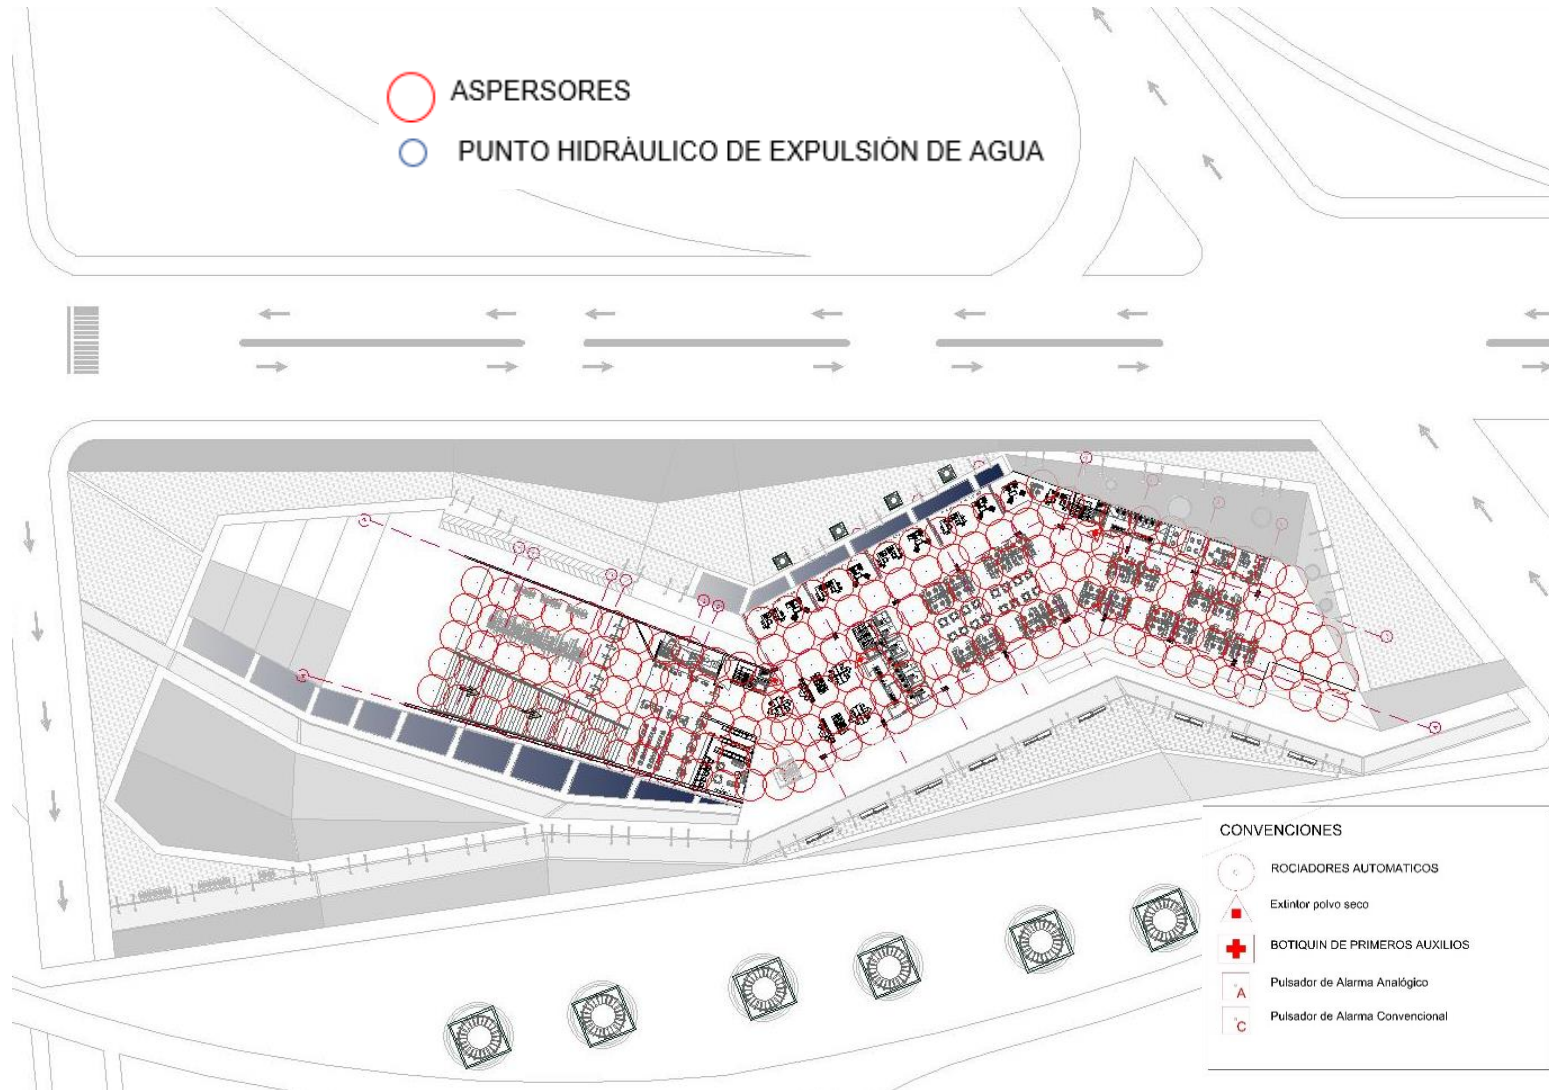 ASPERSORES
PUNTO HIDRÀULICO DE EXPULSIÓN DE AGUA
CONVENCIONES
ROCIADORES AUTOMATICOS
Extintor polvo seco
BOTIQUIN DE PRIMEROS AUXILIOS
A
Pulsador de Alarma Analógico
C
Pulsador de Alarma Convencional